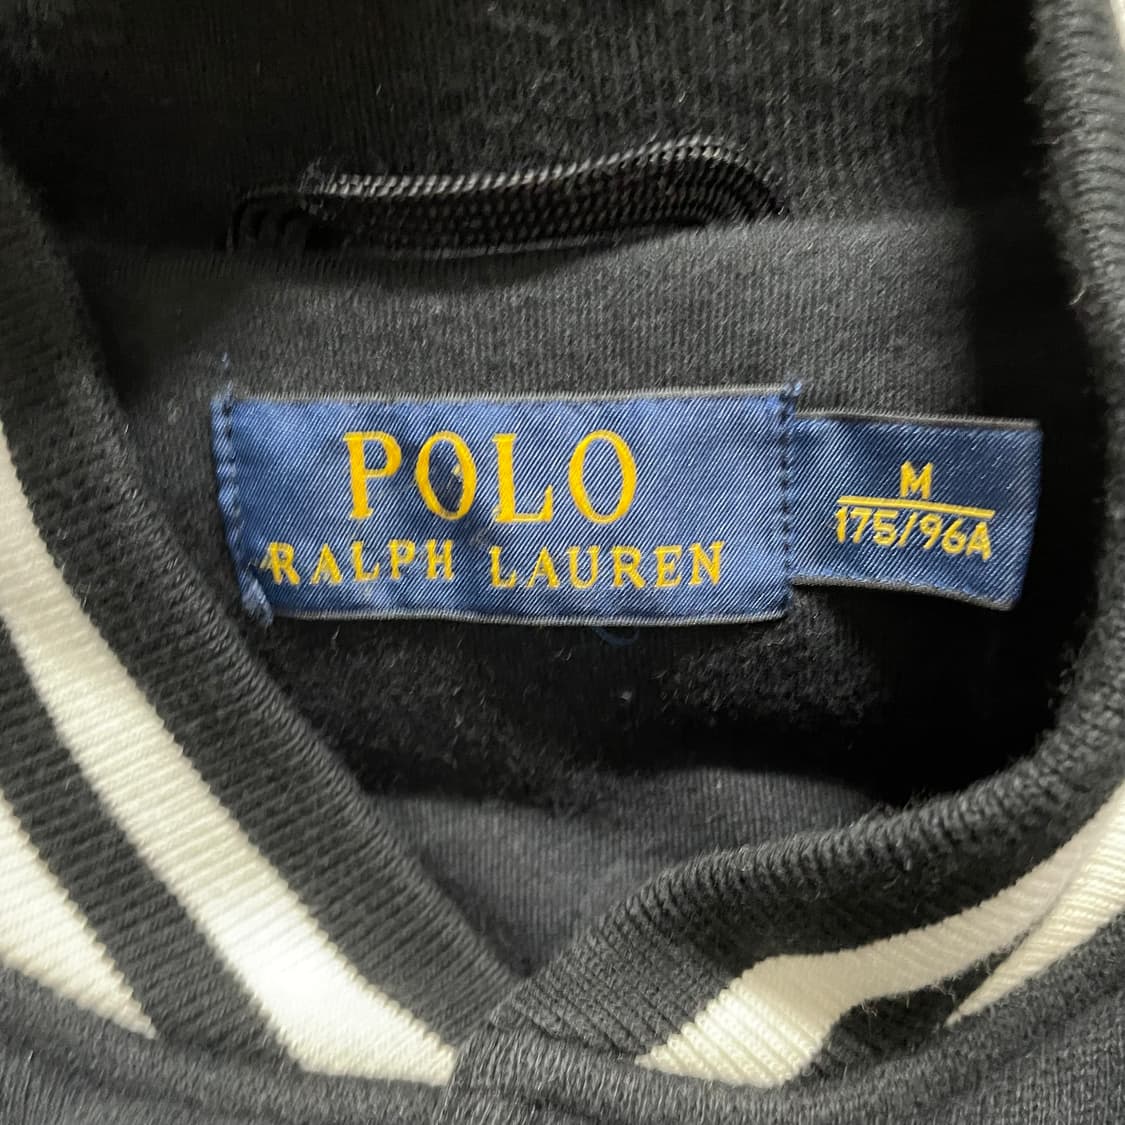 POLO
RALPH LAUREN
M
175/96A